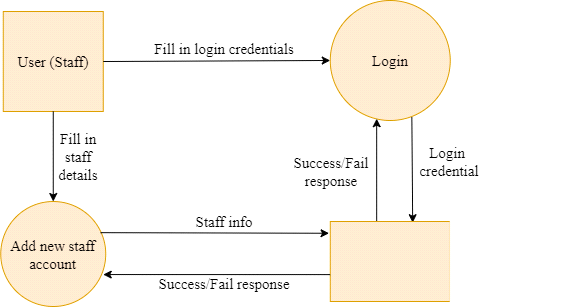 User (Staff)
Fill in login credentials
Login
Fill in
staff
details
Success/Fail
response
Login
credential
Add new staff
account
Staff info
Success/Fail response